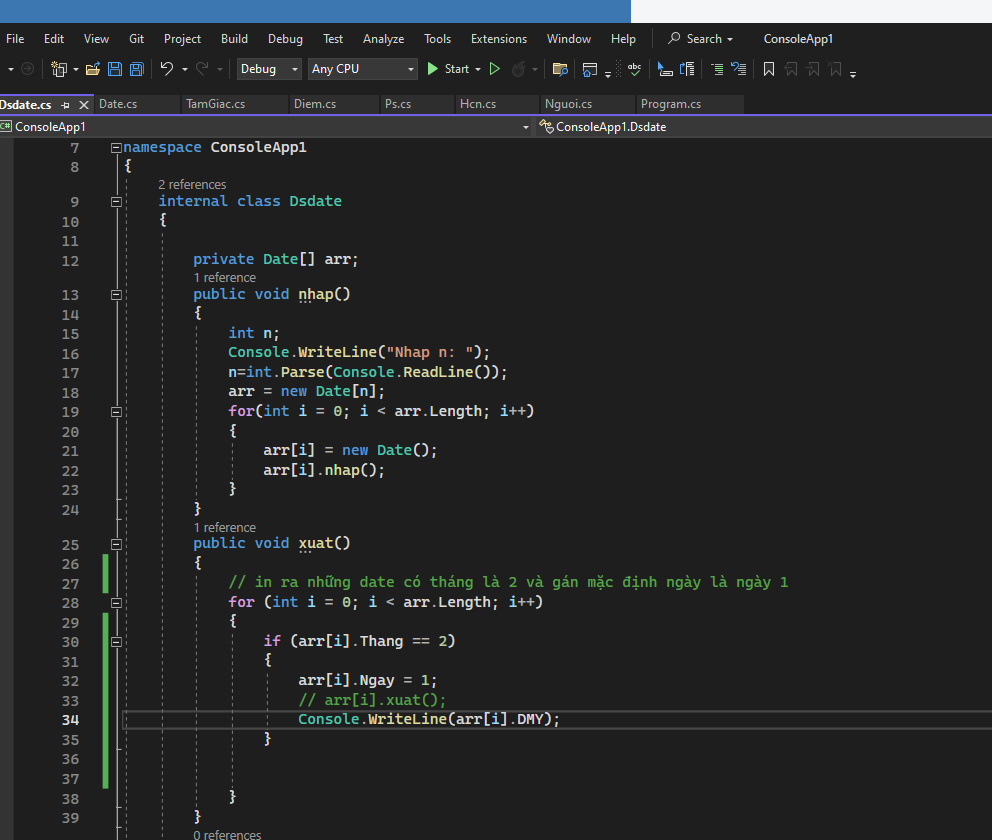 File Edit View Git Project Build Debug Test Analyze Tools Extensions Window Help Search ConsoleApp1
Debug Any CPU Start
Dsdate.cs Date.cs TamGiac.cs Diem.cs Ps.cs Hcn.cs Nguoi.cs Program.cs
C# ConsoleApp1 ConsoleApp1.Dsdate
7 namespace ConsoleApp1
8 {
2 references
9 internal class Dsdate
10 {
11
12 private Date[] arr;
1 reference
13 public void nhap()
14 {
15 int n;
16 Console.WriteLine("Nhap n: ");
17 n=int.Parse(Console.ReadLine());
18 arr = new Date[n];
19 for(int i = 0; i < arr.Length; i++)
20 {
21 arr[i] = new Date();
22 arr[i].nhap();
23 }
24 }
1 reference
25 public void xuat()
26 {
27 // in ra những date có tháng là 2 và gán mặc định ngày là ngày 1
28 for (int i = 0; i < arr.Length; i++)
29 {
30 if (arr[i].Thang == 2)
31 {
32 arr[i].Ngay = 1;
33 // arr[i].xuat();
34 Console.WriteLine(arr[i].DMY);
35 }
36
37
38 }
39 }
0 references